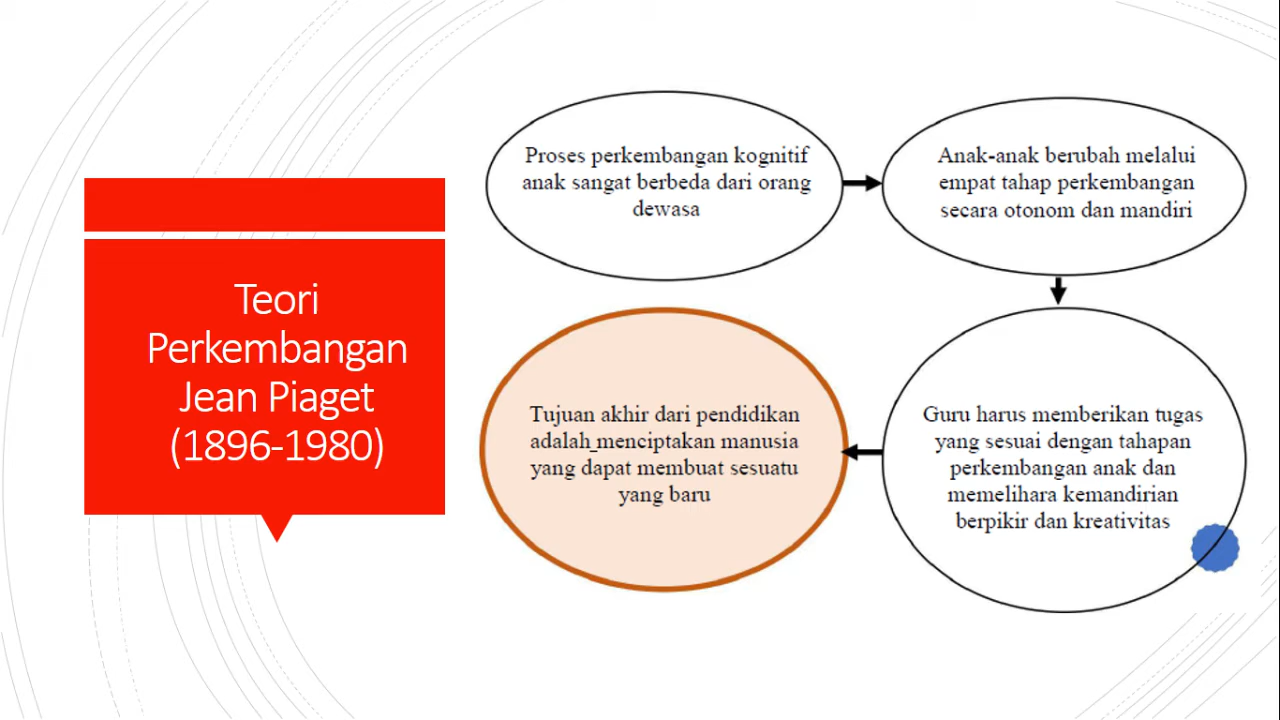 Teori
Perkembangan
Jean Piaget
(1896-1980)
Proses perkembangan kognitif
anak sangat berbeda dari orang
dewasa
Anak-anak berubah melalui
empat tahap perkembangan
secara otonom dan mandiri
Guru harus memberikan tugas
yang sesuai dengan tahapan
perkembangan anak dan
memelihara kemandirian
berpikir dan kreativitas
Tujuan akhir dari pendidikan
adalah menciptakan manusia
yang dapat membuat sesuatu
yang baru